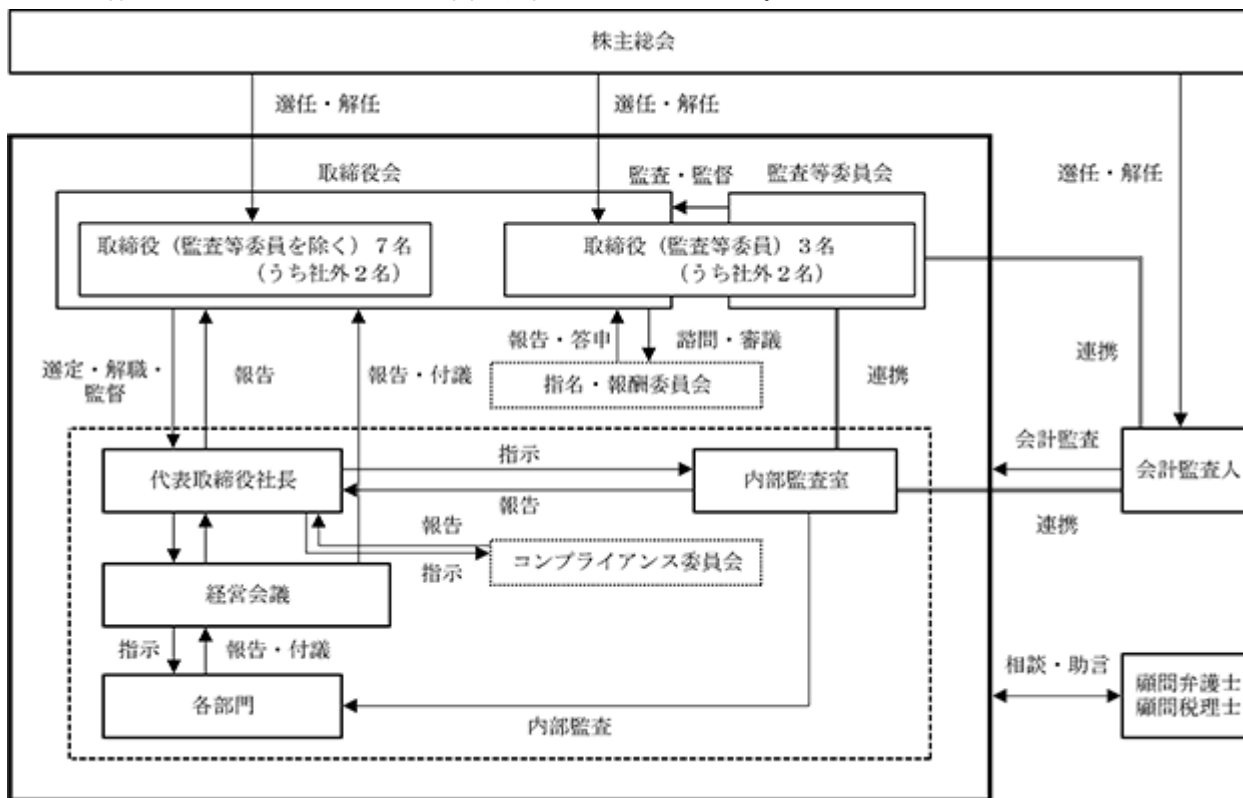 株主総会
選任・解任
選任・解任
選任・解任
取締役会
監査・監督
監査等委員会
取締役（監査等委員を除く）７名
（うち社外２名）
取締役（監査等委員）３名
（うち社外２名）
選定・解職・
監督
報告
報告・付議
報告・答申
諮問・審議
指名・報酬委員会
連携
連携
代表取締役社長
指示
報告
内部監査室
会計監査
会計監査人
連携
報告
指示
コンプライアンス委員会
経営会議
指示
報告・付議
各部門
内部監査
相談・助言
顧問弁護士
顧問税理士